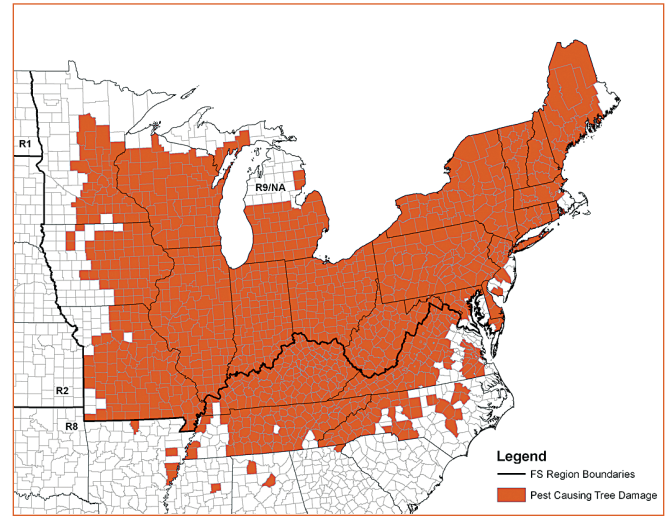 R1
R9/NA
R2
R8
Legend
FS Region Boundaries
Pest Causing Tree Damage